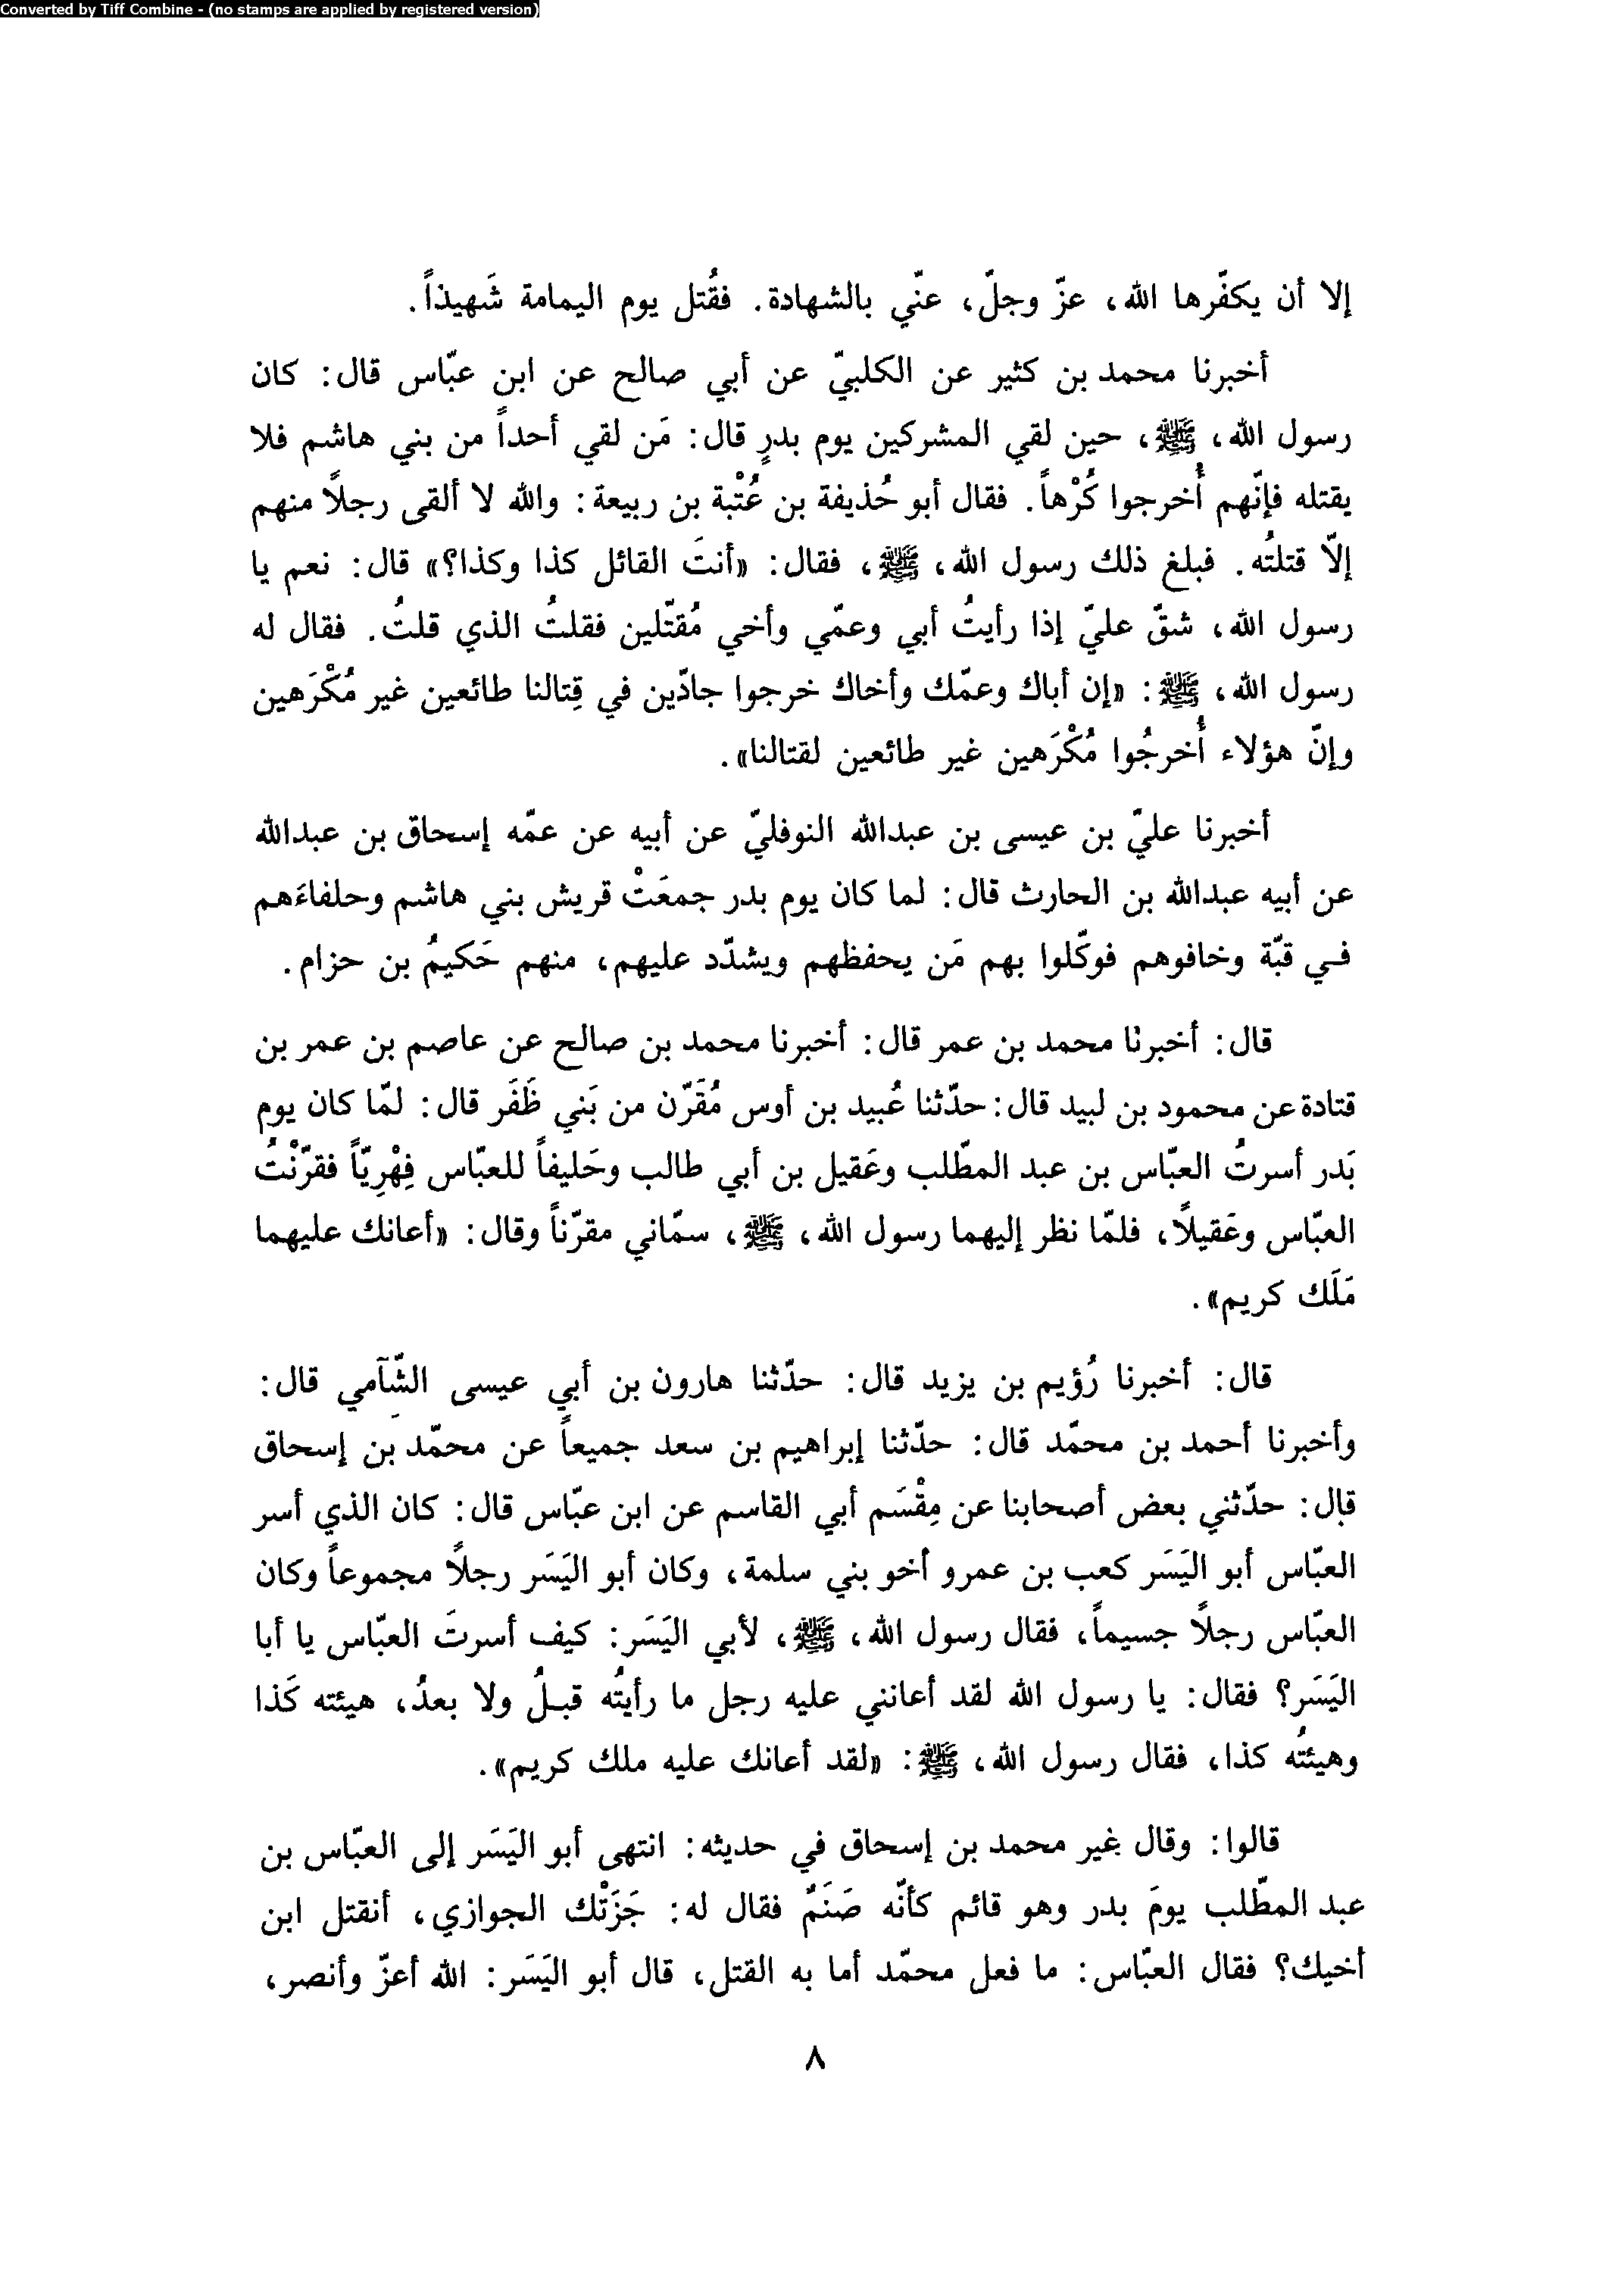 Converted by Tiff Combine - (no stamps are applied by registered version)
إلا أن يكفّرها الله، عزّ وجلّ، عنّي بالشهادة. فقُتل يوم اليمامة شَهيذاً.
أخبرنا محمد بن كثير عن الكلبيّ عن أبي صالح عن ابن عبّاس قال: كان
رسول الله، ﷺ، حين لقي المشركين يوم بدرٍ قال: مَن لقي أحداً من بني هاشم فلا
يقتله فإنّهم أُخرجوا كُرْهاً. فقال أبو حُذيفة بن عُتْبة بن ربيعة: والله لا ألقى رجلاً منهم
إلاّ قتلتُه. فبلغ ذلك رسول الله، ﷺ، فقال: «أنتَ القائل كذا وكذا؟» قال: نعم يا
رسول الله، شقّ عليّ إذا رأيتُ أبي وعمّي وأخي مُقتّلين فقلتُ الذي قلتُ. فقال له
رسول الله، ﷺ: «إن أباك وعمّك وأخاك خرجوا جادّين في قِتالنا طائعين غير مُكْرَهين
وإنّ هؤلاء أُخرجُوا مُكْرَهين غير طائعين لقتالنا».
أخبرنا عليّ بن عيسى بن عبدالله النوفليّ عن أبيه عن عمّه إسحاق بن عبدالله
عن أبيه عبدالله بن الحارث قال: لما كان يوم بدر جمعَتْ قريش بني هاشم وحلفاءَهم
في قبّة وخافوهم فوكّلوا بهم مَن يحفظهم ويشدّد عليهم، منهم حَكيمُ بن حزام.
قال: أخبرنا محمد بن عمر قال: أخبرنا محمد بن صالح عن عاصم بن عمر بن
قتادة عن محمود بن لبيد قال: حدّثنا عُبيد بن أوس مُقَرّن من بَني ظَفَر قال: لمّا كان يوم
بَدر أسرتُ العبّاس بن عبد المطّلب وعَقيل بن أبي طالب وحَليفاً للعبّاس فِهْرِيّاً فقرّنْتُ
العبّاس وعَقيلاً، فلمّا نظر إليهما رسول الله، ﷺ، سمّاني مقرّناً وقال: «أعانك عليهما
مَلَك كريم».
قال: أخبرنا رُؤيم بن يزيد قال: حدّثنا هارون بن أبي عيسى الشّآمي قال:
وأخبرنا أحمد بن محمّد قال: حدّثنا إبراهيم بن سعد جميعاً عن محمّد بن إسحاق
قال: حدّثني بعض أصحابنا عن مِقْسَم أبي القاسم عن ابن عبّاس قال: كان الذي أسر
العبّاس أبو اليَسَر كعب بن عمرو أخو بني سلمة، وكان أبو اليَسَر رجلاً مجموعاً وكان
العبّاس رجلاً جسيماً، فقال رسول الله، ﷺ، لأبي اليَسَر: كيف أسرتَ العبّاس يا أبا
اليَسَر؟ فقال: يا رسول الله لقد أعانني عليه رجل ما رأيتُه قبلُ ولا بعدُ، هيئته كَذا
وهيئتُه كذا، فقال رسول الله، ﷺ: «لقد أعانك عليه ملك كريم».
قالوا: وقال غير محمد بن إسحاق في حديثه: انتهى أبو اليَسَر إلى العبّاس بن
عبد المطّلب يومَ بدر وهو قائم كأنّه صَنَمٌ فقال له: جَزَتْك الجوازي، أنقتل ابن
أخيك؟ فقال العبّاس: ما فعل محمّد أما به القتل، قال أبو اليَسَر: الله أعزّ وأنصر،
٨